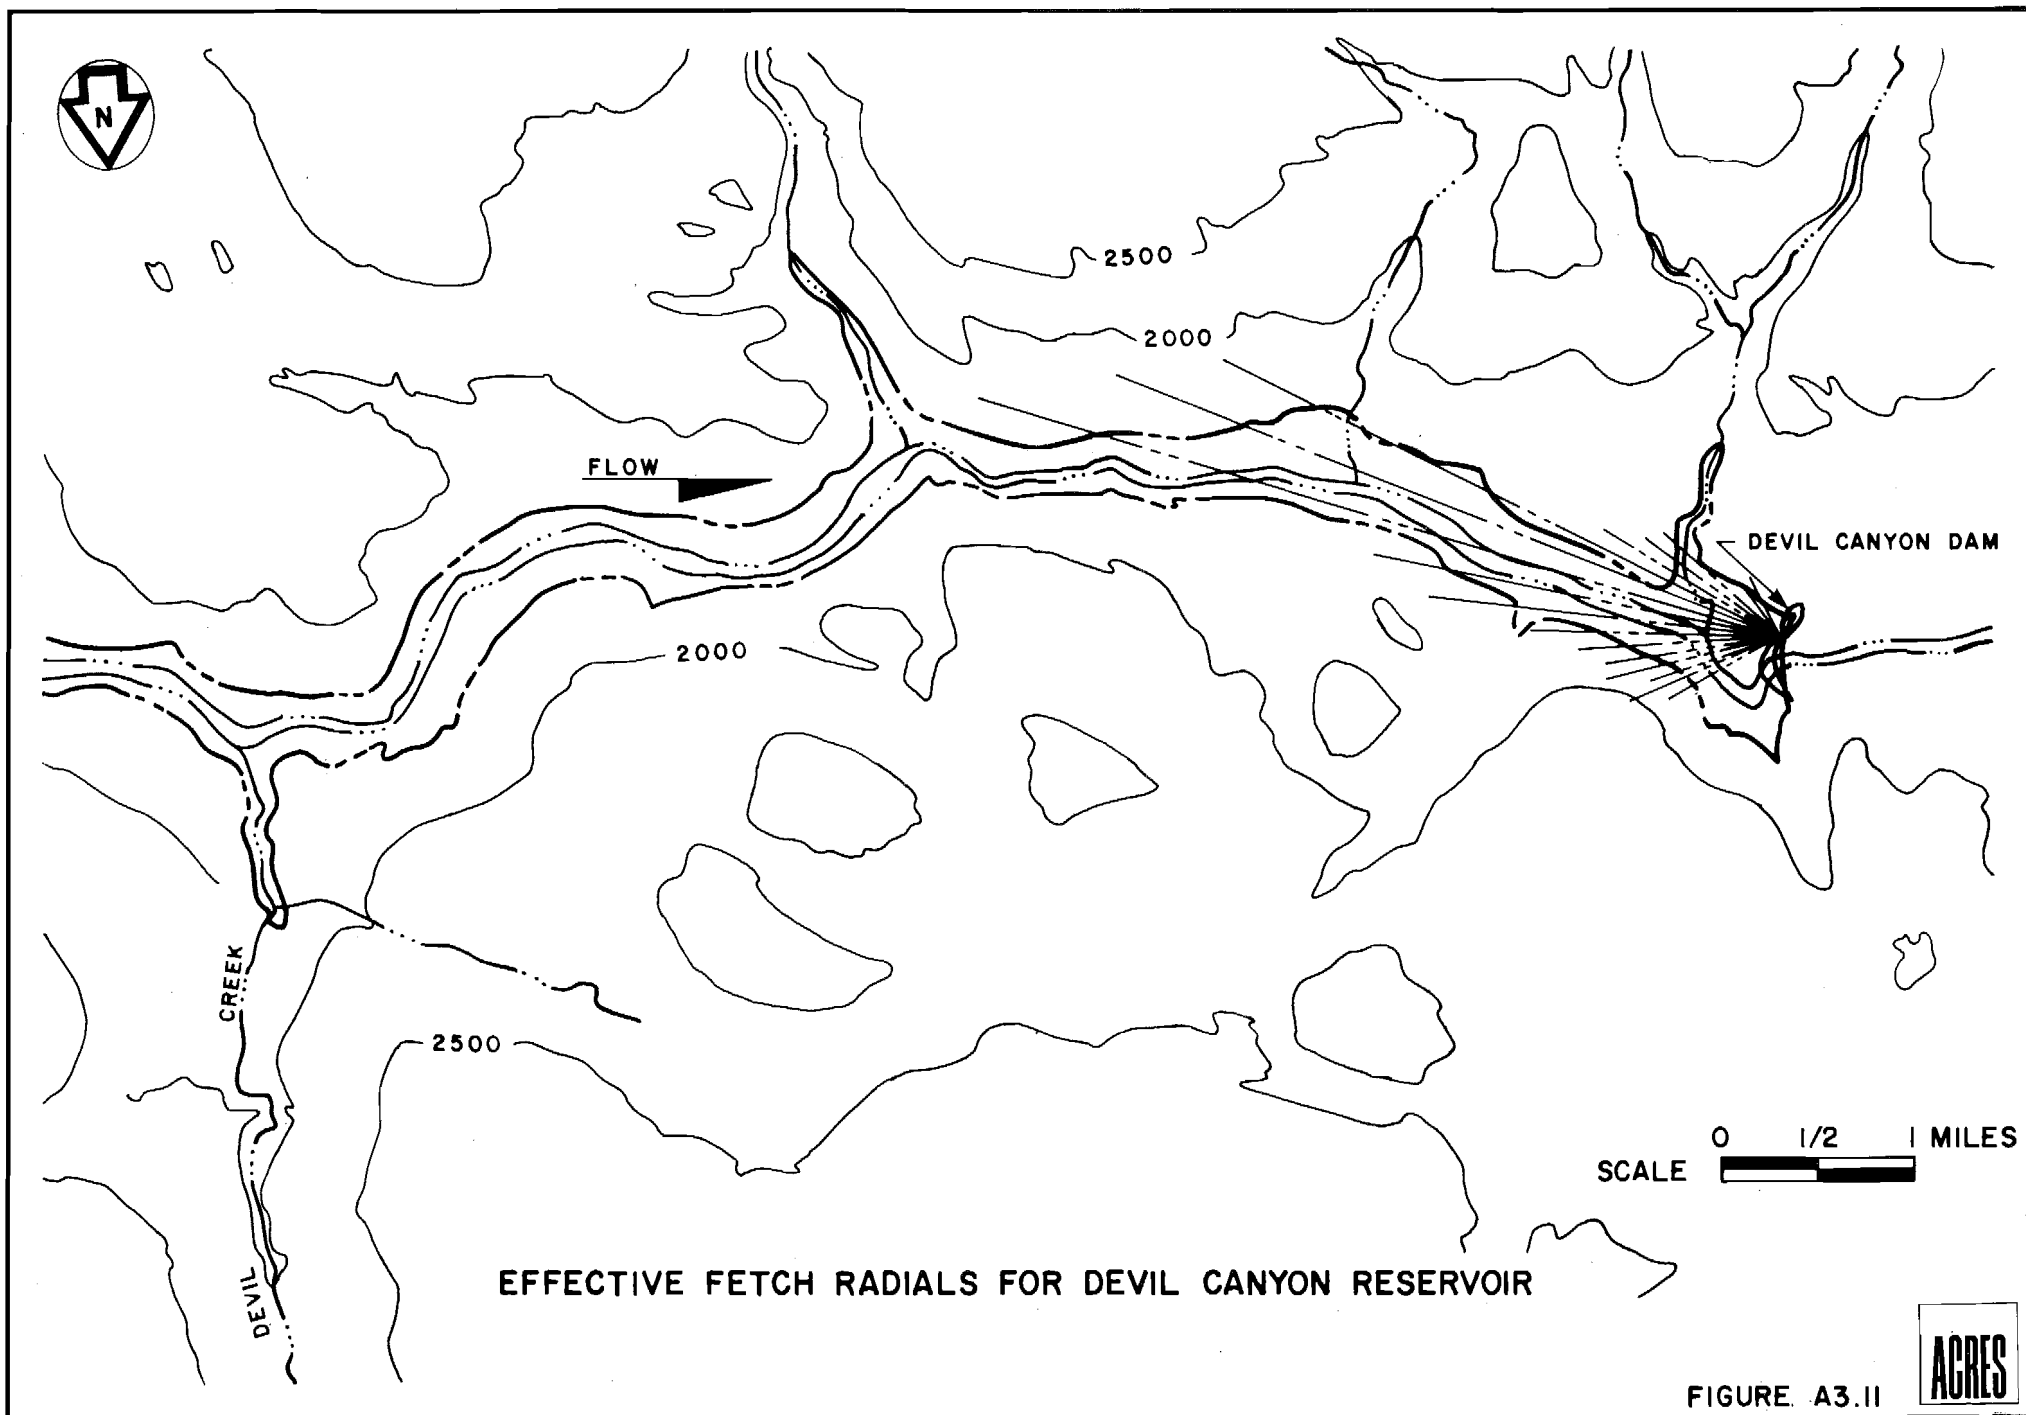 N
2500
2000
FLOW
DEVIL CANYON DAM
2000
CREEK
2500
0 1/2 1 MILES
SCALE
DEVIL
EFFECTIVE FETCH RADIALS FOR DEVIL CANYON RESERVOIR
ACRES
FIGURE. A3.11